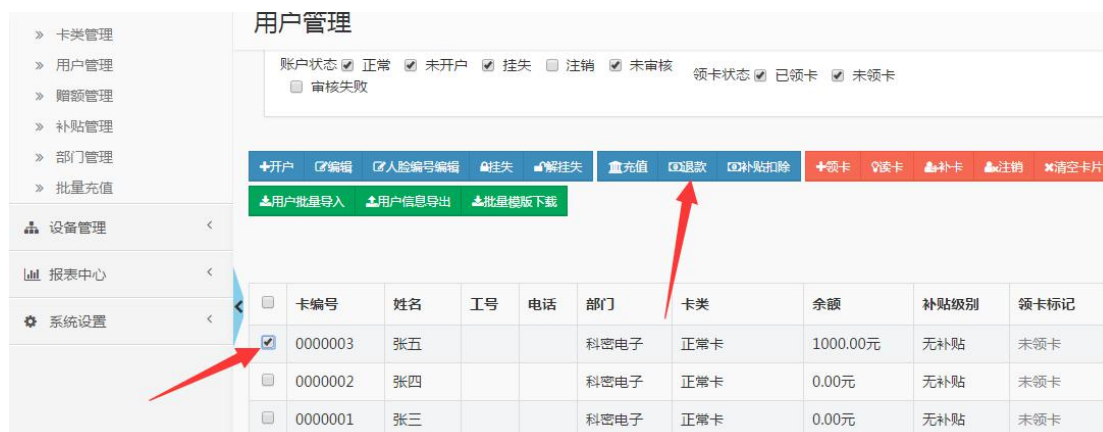 卡类管理
用户管理
赠额管理
补贴管理
部门管理
批量充值
设备管理
报表中心
系统设置
用户管理
账户状态 正常 未开户 挂失 注销 未审核 领卡状态 已领卡 未领卡
审核失败
开户 编辑 人脸编号编辑 挂失 解挂失 充值 退款 补贴扣除 领卡 读卡 补卡 注销 清空卡片
用户批量导入 用户信息导出 批量模版下载
卡编号 姓名 工号 电话 部门 卡类 余额 补贴级别 领卡标记
0000003 张五 科密电子 正常卡 1000.00元 无补贴 未领卡
0000002 张四 科密电子 正常卡 0.00元 无补贴 未领卡
0000001 张三 科密电子 正常卡 0.00元 无补贴 未领卡